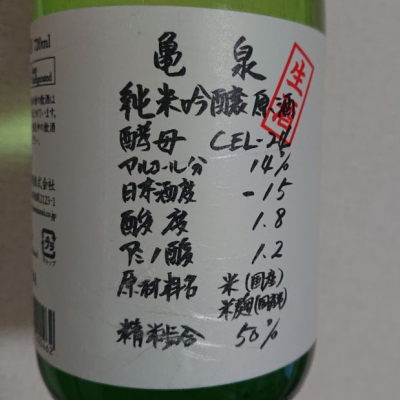 亀泉
純米吟醸原酒
生酒
酵母 CEL-24
アルコール分 14%
日本酒度 -15
酸度 1.8
アミノ酸 1.2
原材料名 米(国産)
米麹(国産米)
精米歩合 50%
720ml